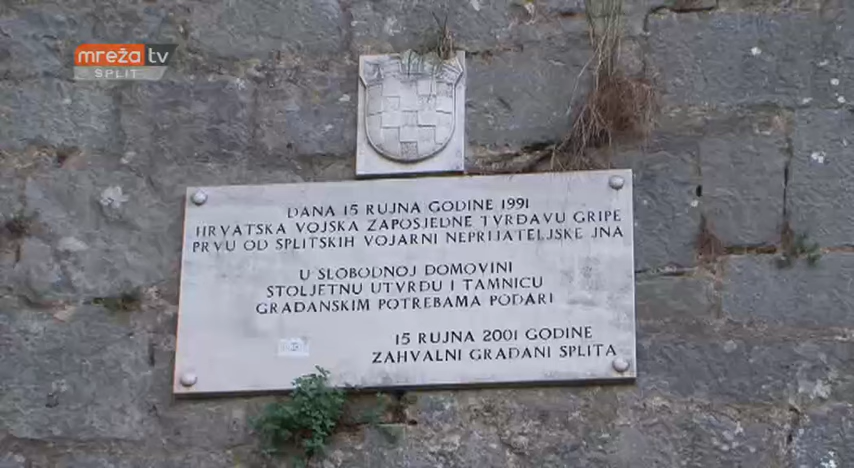 mreža tv
SPLIT
DANA 15 RUJNA GODINE 1991
HRVATSKA VOJSKA ZAPOSJEDNE TVRĐAVU GRIPE
PRVU OD SPLITSKIH VOJARNI NEPRIJATELJSKE JNA
U SLOBODNOJ DOMOVINI
STOLJETNU UTVRDU I TAMNICU
GRAĐANSKIM POTREBAMA PODARI
15 RUJNA 2001 GODINE
ZAHVALNI GRAĐANI SPLITA